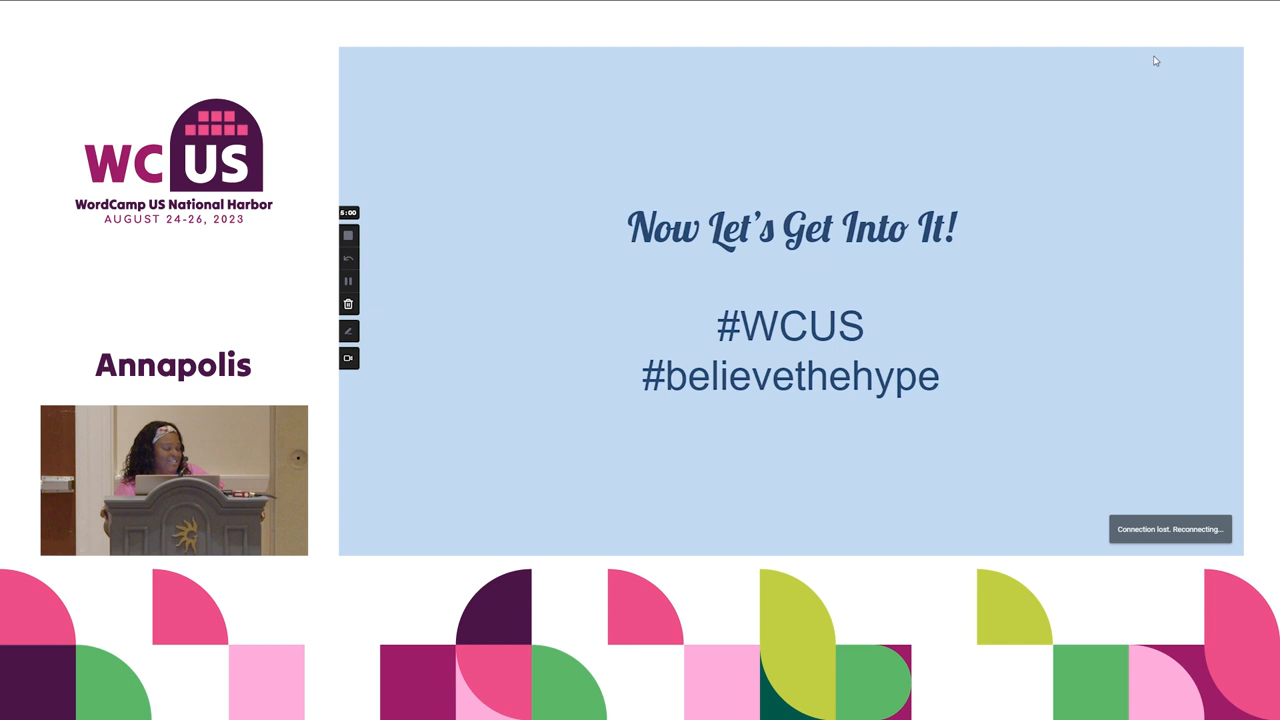 WC US
WordCamp US National Harbor
AUGUST 24-26, 2023
Annapolis
5:00
Now Let's Get Into It!
#WCUS
#believethehype
Connection lost. Reconnecting...